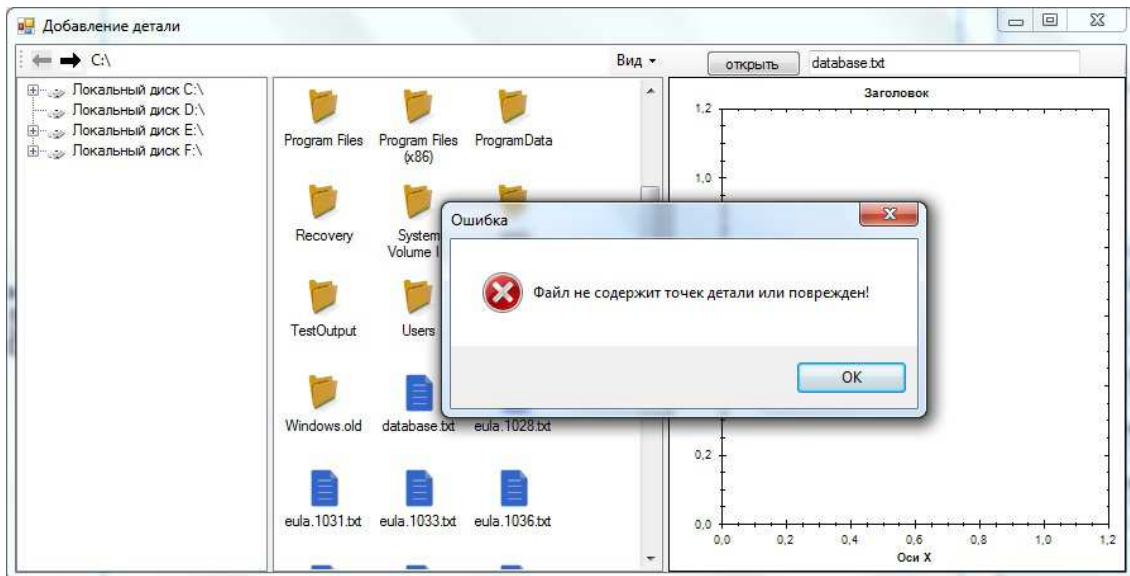 Добавление детали
C:\
Вид
открыть
database.txt
Локальный диск C:\
Локальный диск D:\
Локальный диск E:\
Локальный диск F:\
Program Files
Program Files (x86)
ProgramData
Recovery
System
Volume I
TestOutput
Users
Windows.old
database.txt
eula.1028.txt
eula.1031.txt
eula.1033.txt
eula.1036.txt
Ошибка
Файл не содержит точек детали или поврежден!
OK
Заголовок
1,2
1,0
0,2
0,0
0,0 0,2 0,4 0,6 0,8 1,0 1,2
Оси X